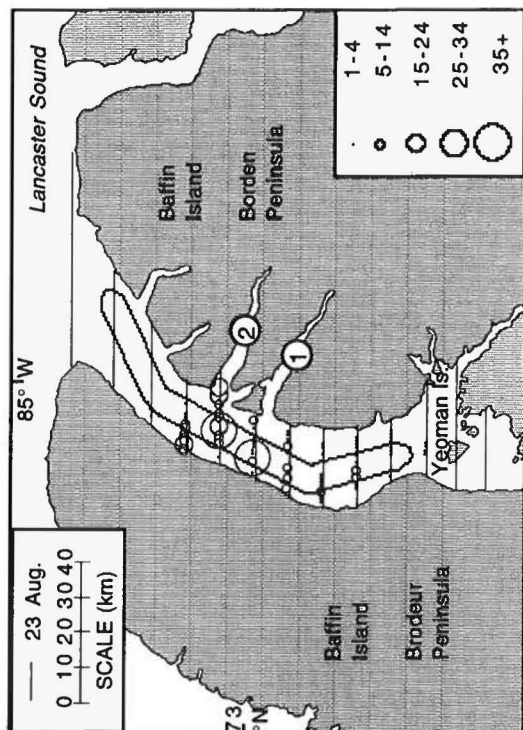 23 Aug.
0 10 20 30 40
SCALE (km)
85°W
Lancaster Sound
Baffin
Island
Borden
Peninsula
2
1
Yeoman Is.
Baffin
Island
Brodeur
Peninsula
73
°N
1-4
5-14
15-24
25-34
35+